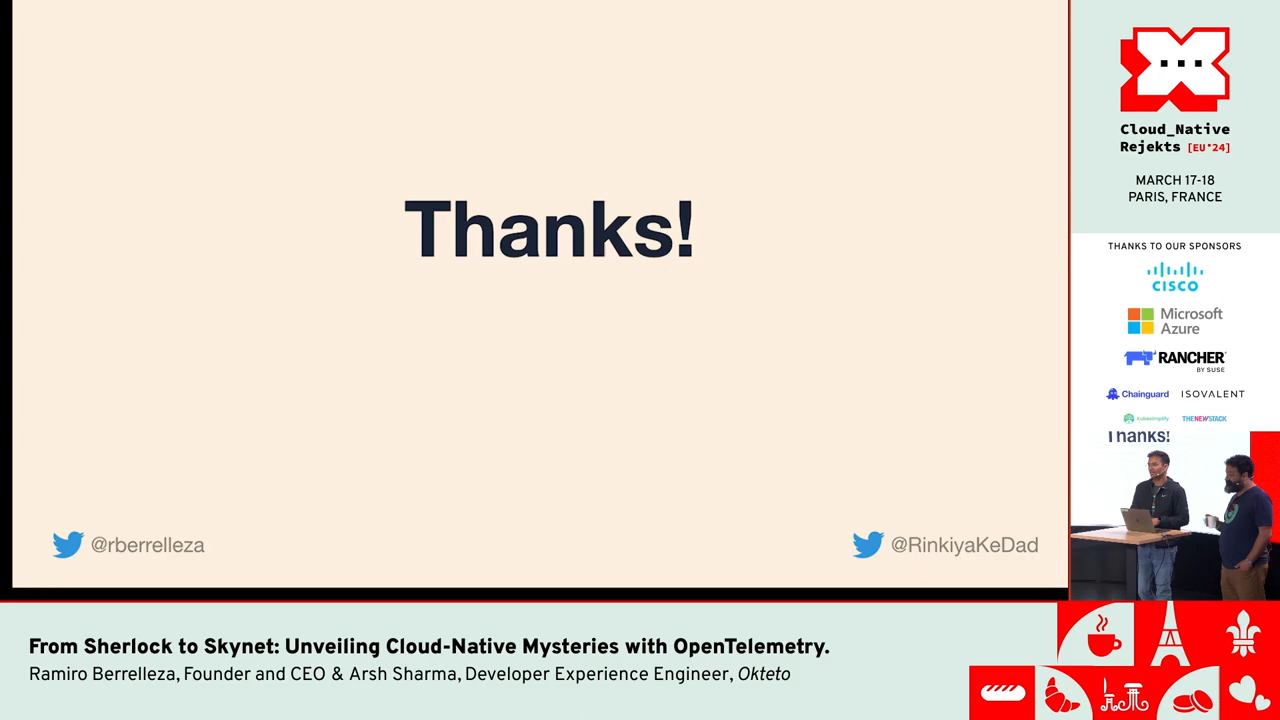 Thanks!
@rberrelleza
@RinkiyaKeDad
Cloud_Native
Rejekts [EU'24]
MARCH 17-18
PARIS, FRANCE
THANKS TO OUR SPONSORS
CISCO
Microsoft
Azure
RANCHER
BY SUSE
Chainguard
ISOVALENT
Kubesimplify
THENEWSTACK
Thanks!
From Sherlock to Skynet: Unveiling Cloud-Native Mysteries with OpenTelemetry.
Ramiro Berrelleza, Founder and CEO & Arsh Sharma, Developer Experience Engineer, Okteto